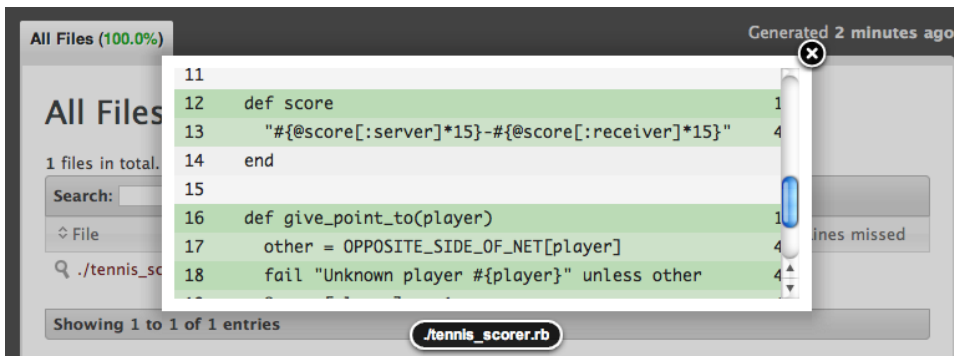 All Files (100.0%)
Generated 2 minutes ago
11
12 def score 1
13 "#{@score[:server]*15}-#{@score[:receiver]*15}" 4
14 end
15
16 def give_point_to(player) 1
17 other = OPPOSITE_SIDE_OF_NET[player] 4
18 fail "Unknown player #{player}" unless other 4
All Files
1 files in total.
Search:
File
missed
./tennis_sc
Showing 1 to 1 of 1 entries
./tennis_scorer.rb